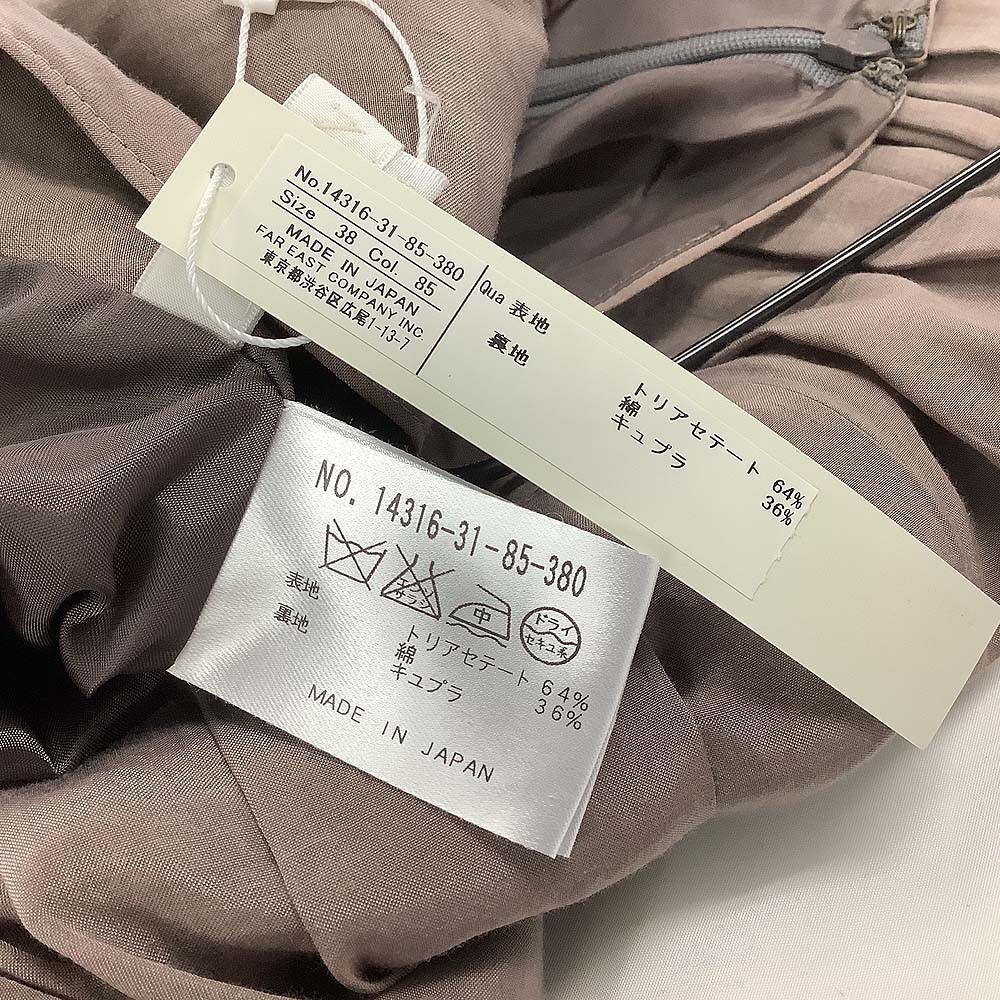 No.14316-31-85-380
Size 38 Col. 85
MADE IN JAPAN
FAR EAST COMPANY INC.
東京都渋谷区広尾1-13-7
Qua 表地
裏地
トリアセテート 64%
綿 36%
キュプラ
NO. 14316-31-85-380
エンソ
サラシ
中
ドライ
セキユ系
表地
裏地
トリアセテート 64%
綿 36%
キュプラ
MADE IN JAPAN